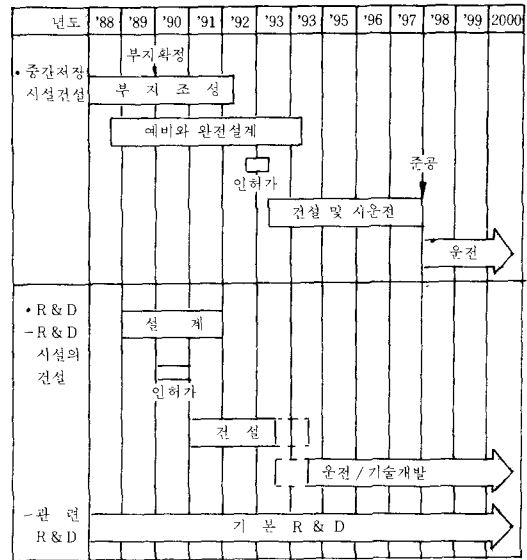 년도 '88 '89 '90 '91 '92 '93 '93 '95 '96 '97 '98 '99 2000
부지확정
• 중간저장
시설건설
부 지 조 성
예비와 완전설계
인허가
준공
건설 및 시운전
운전
• R & D
－R & D
시설의
건설
설 계
인허가
건 설
운전 / 기술개발
－관 련
R & D
기 본 R & D